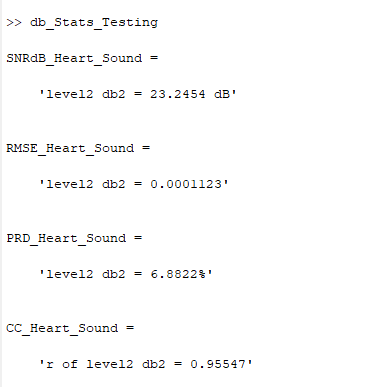 >> db_Stats_Testing
SNRdB_Heart_Sound =
'level2 db2 = 23.2454 dB'
RMSE_Heart_Sound =
'level2 db2 = 0.0001123'
PRD_Heart_Sound =
'level2 db2 = 6.8822%'
CC_Heart_Sound =
'r of level2 db2 = 0.95547'